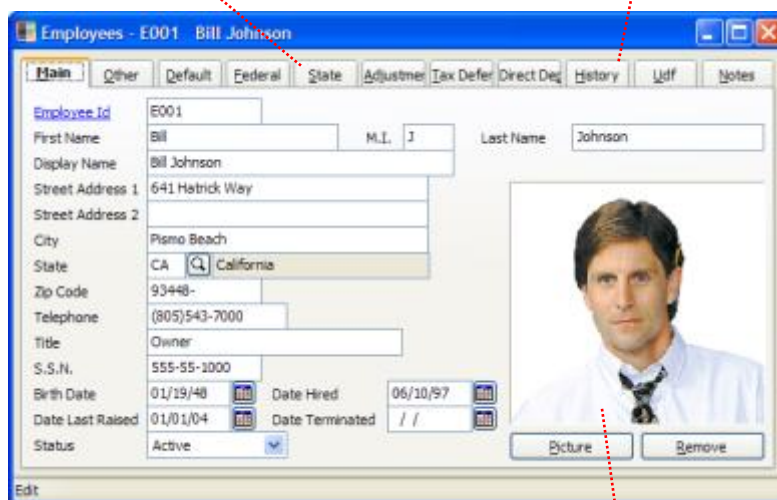 Employees - E001 Bill Johnson
Main Other Default Federal State Adjustmer Tax Defer Direct Dep History Udf Notes
Employee Id E001
First Name Bill M.I. J Last Name Johnson
Display Name Bill Johnson
Street Address 1 641 Hatrick Way
Street Address 2
City Pismo Beach
State CA California
Zip Code 93448-
Telephone (805)543-7000
Title Owner
S.S.N. 555-55-1000
Birth Date 01/19/48 Date Hired 06/10/97
Date Last Raised 01/01/04 Date Terminated / /
Status Active Picture Remove
Edit